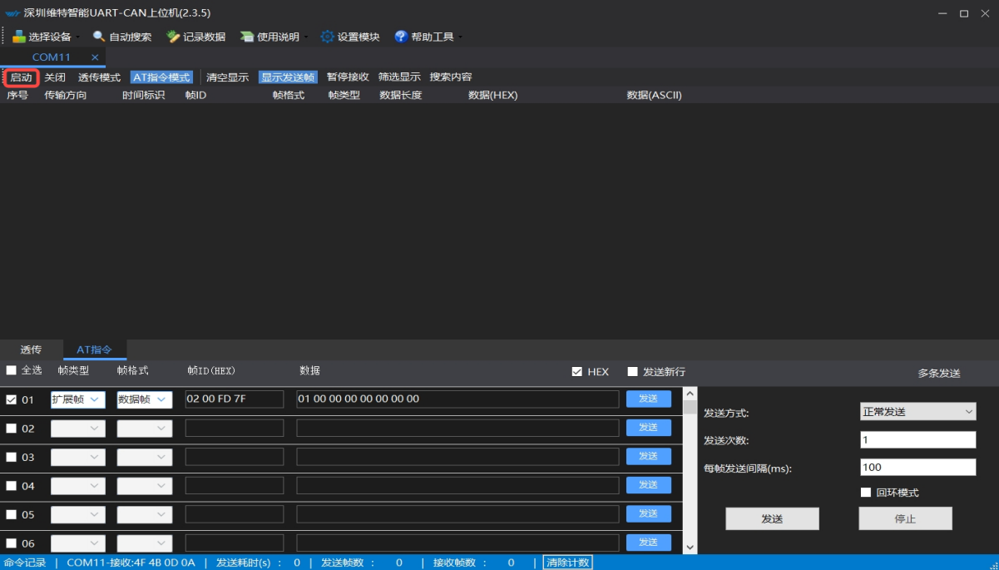 深圳维特智能UART-CAN上位机(2.3.5)
选择设备 自动搜索 记录数据 使用说明 设置模块 帮助工具
COM11 ×
启动 关闭 透传模式 AT指令模式 清空显示 显示发送帧 暂停接收 筛选显示 搜索内容
序号 传输方向 时间标识 帧ID 帧格式 帧类型 数据长度 数据(HEX) 数据(ASCII)
透传 AT指令
全选 帧类型 帧格式 帧ID(HEX) 数据 HEX 发送新行 多条发送
01 扩展帧 数据帧 02 00 FD 7F 01 00 00 00 00 00 00 00 发送
02 发送
03 发送
04 发送
05 发送
06 发送
发送方式: 正常发送
发送次数: 1
每帧发送间隔(ms): 100
回环模式
发送 停止
命令记录 | COM11-接收:4F 4B 0D 0A | 发送耗时(s) : 0 | 发送帧数 : 0 | 接收帧数 : 0 | 清除计数